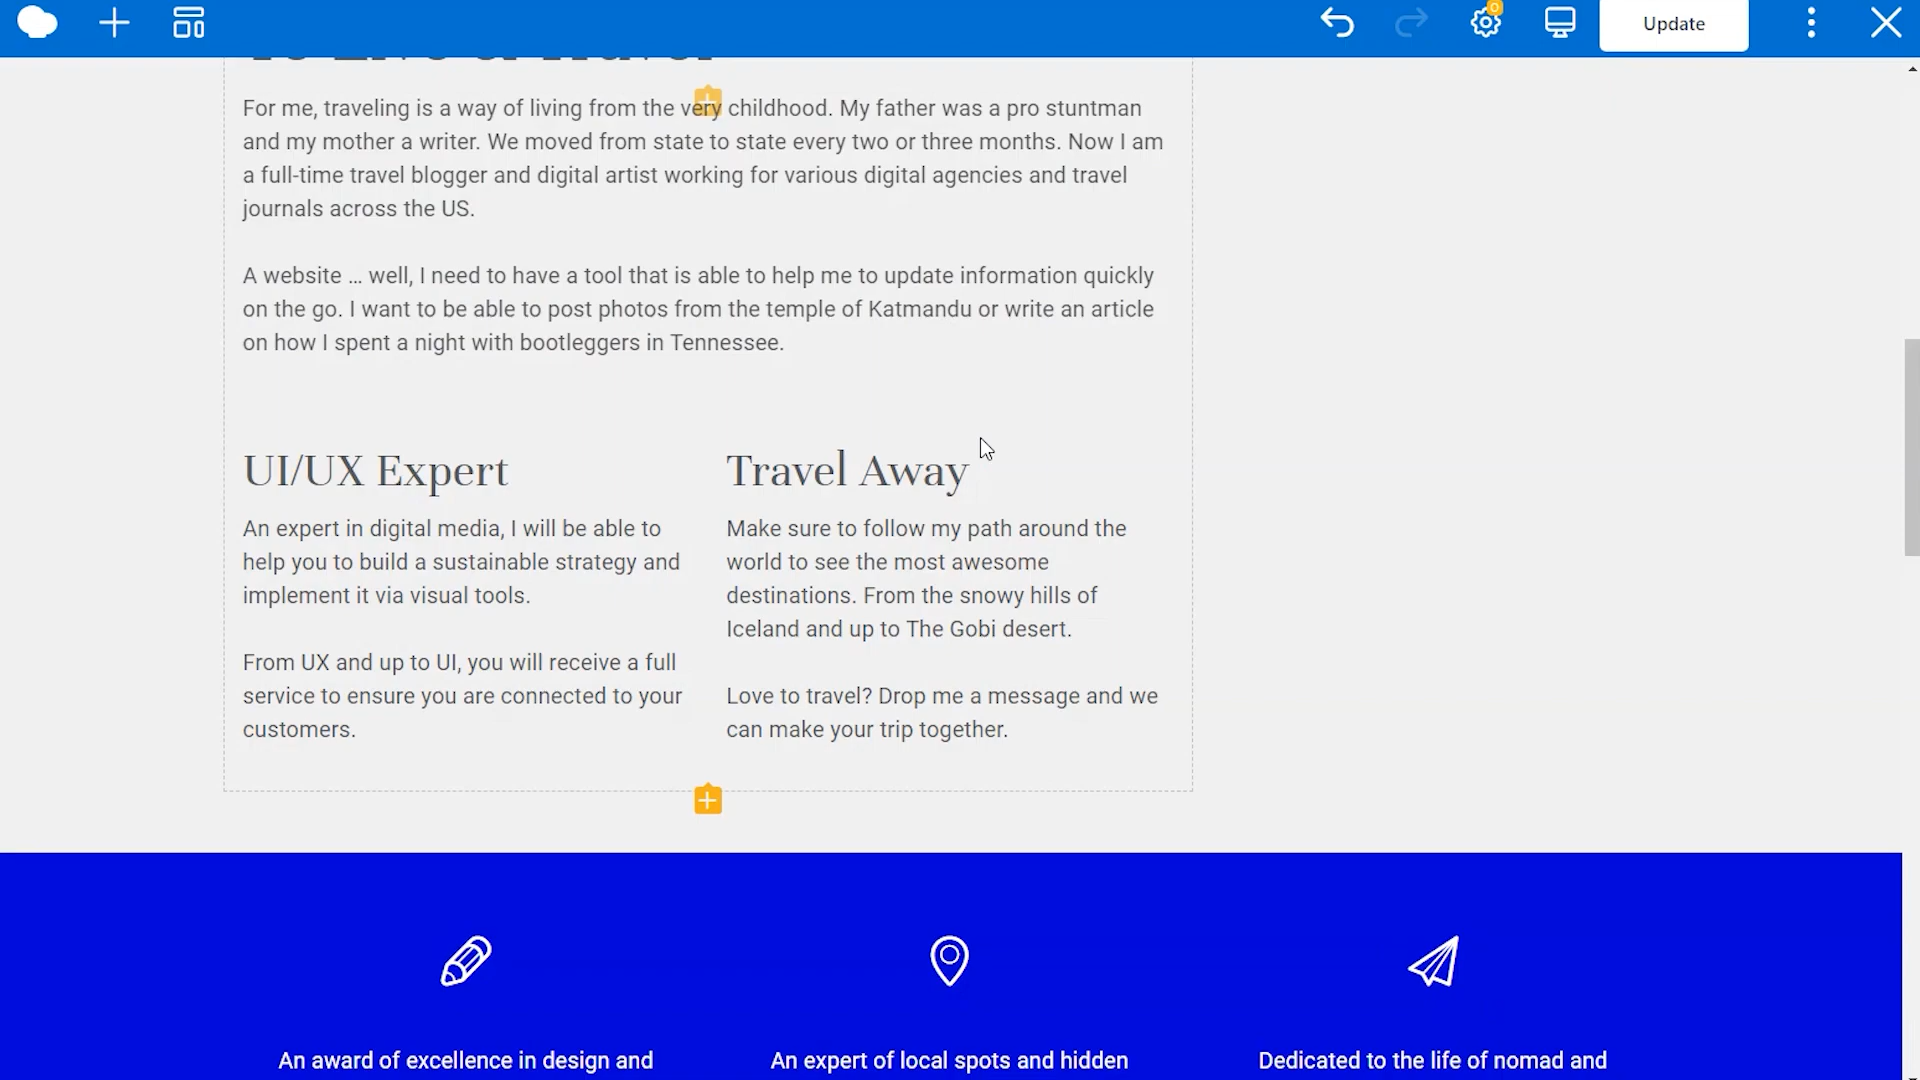 Update
For me, traveling is a way of living from the very childhood. My father was a pro stuntman
and my mother a writer. We moved from state to state every two or three months. Now I am
a full-time travel blogger and digital artist working for various digital agencies and travel
journals across the US.
A website ... well, I need to have a tool that is able to help me to update information quickly
on the go. I want to be able to post photos from the temple of Katmandu or write an article
on how I spent a night with bootleggers in Tennessee.
UI/UX Expert
An expert in digital media, I will be able to
help you to build a sustainable strategy and
implement it via visual tools.
From UX and up to UI, you will receive a full
service to ensure you are connected to your
customers.
Travel Away
Make sure to follow my path around the
world to see the most awesome
destinations. From the snowy hills of
Iceland and up to The Gobi desert.
Love to travel? Drop me a message and we
can make your trip together.
An award of excellence in design and
An expert of local spots and hidden
Dedicated to the life of nomad and